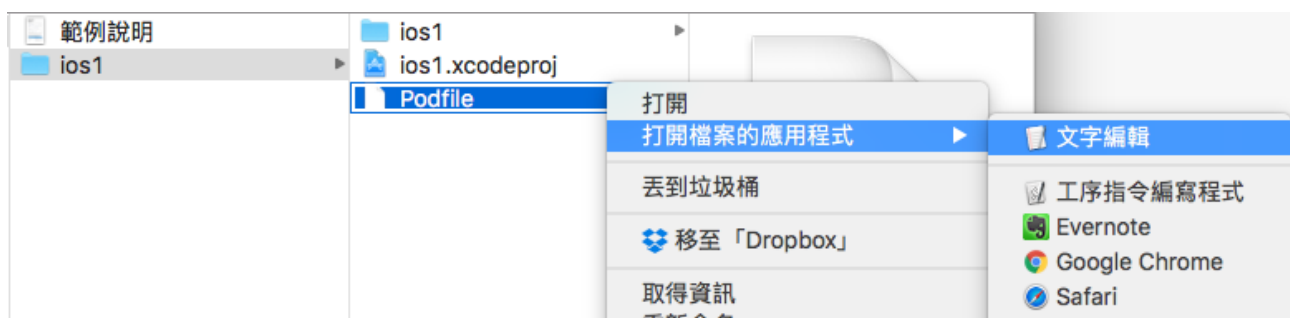 範例說明
ios1
ios1
ios1.xcodeproj
Podfile
打開
打開檔案的應用程式
丟到垃圾桶
移至「Dropbox」
取得資訊
文字編輯
工序指令編寫程式
Evernote
Google Chrome
Safari